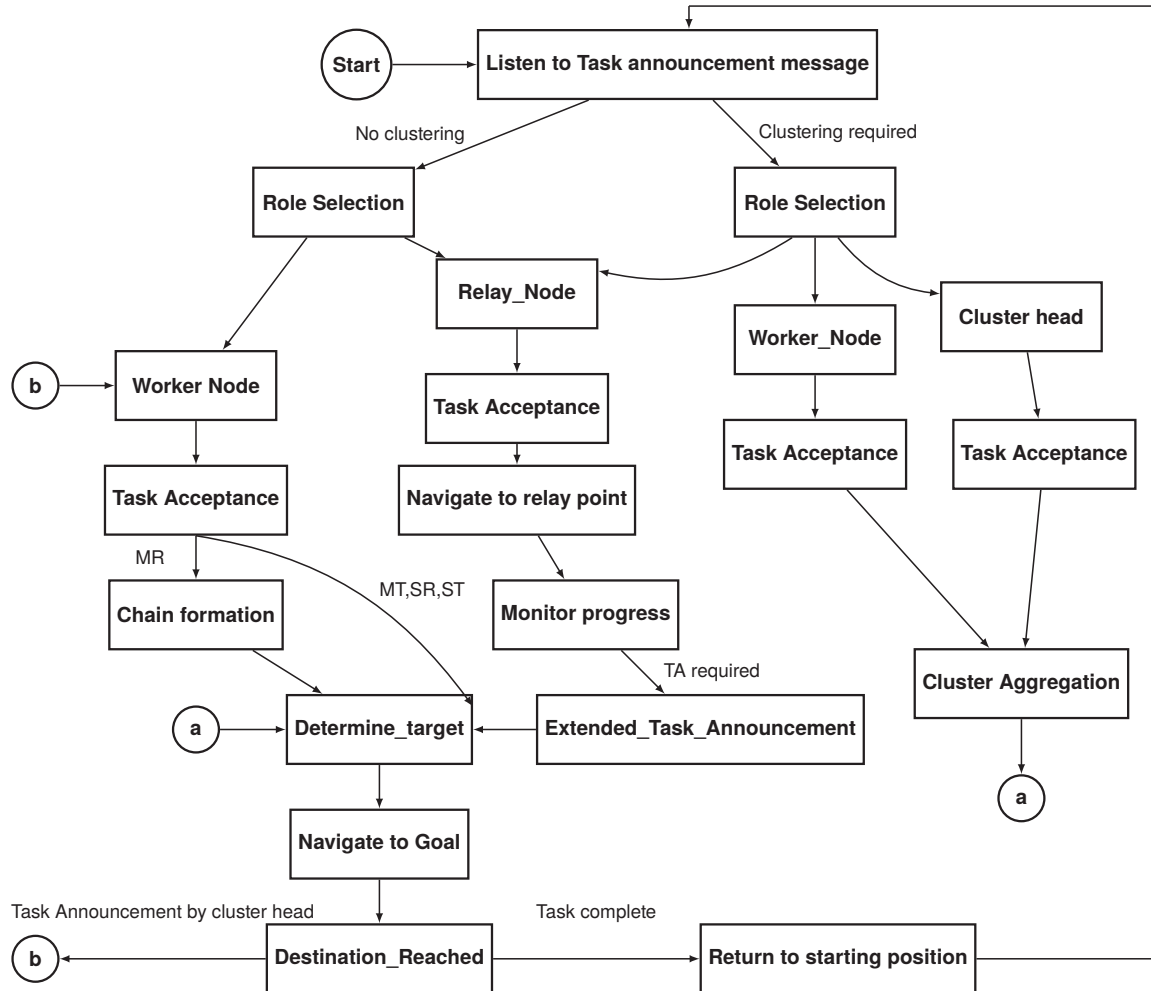 Start
Listen to Task announcement message
No clustering
Clustering required
Role Selection
Role Selection
Relay_Node
Cluster head
Worker_Node
b
Worker Node
Task Acceptance
Task Acceptance
Task Acceptance
Task Acceptance
Navigate to relay point
MR
MT,SR,ST
Chain formation
Monitor progress
TA required
Cluster Aggregation
a
Determine_target
Extended_Task_Announcement
a
Navigate to Goal
Task Announcement by cluster head
Task complete
b
Destination_Reached
Return to starting position